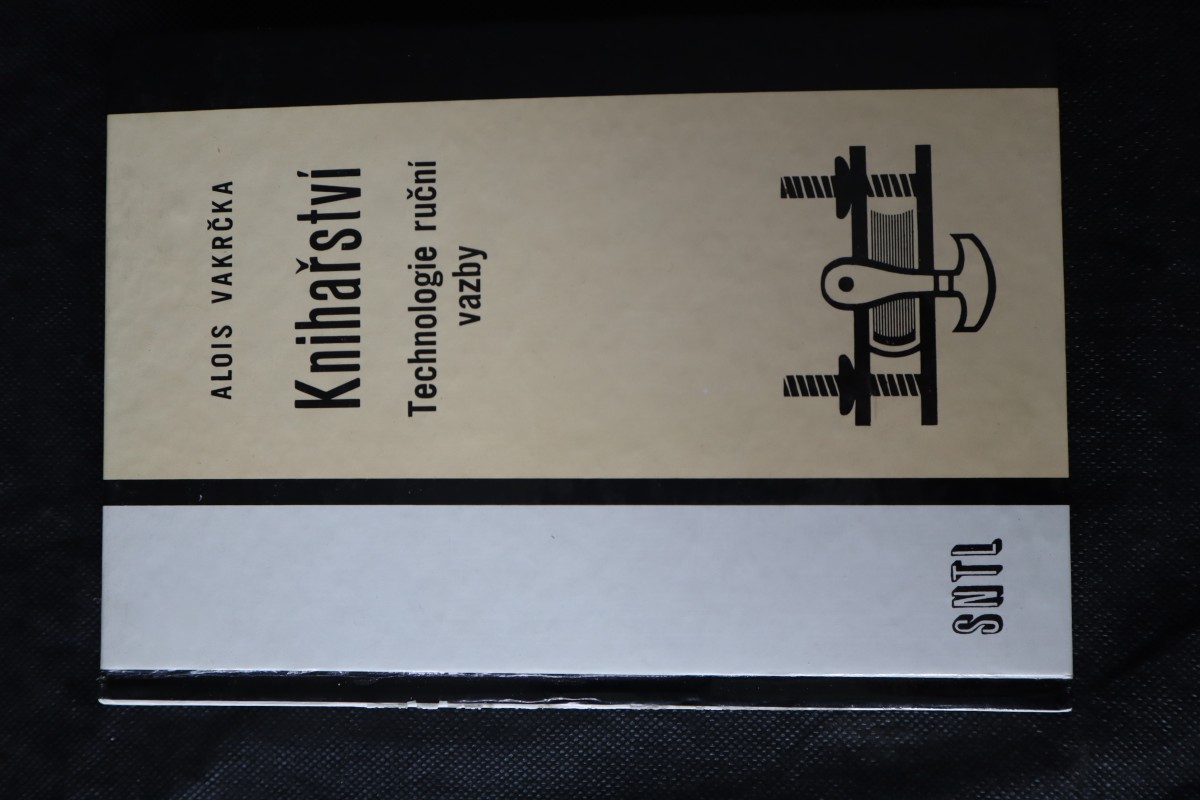 ALOIS VAKRČKA
Knihařství
Technologie ruční
vazby
SNTL